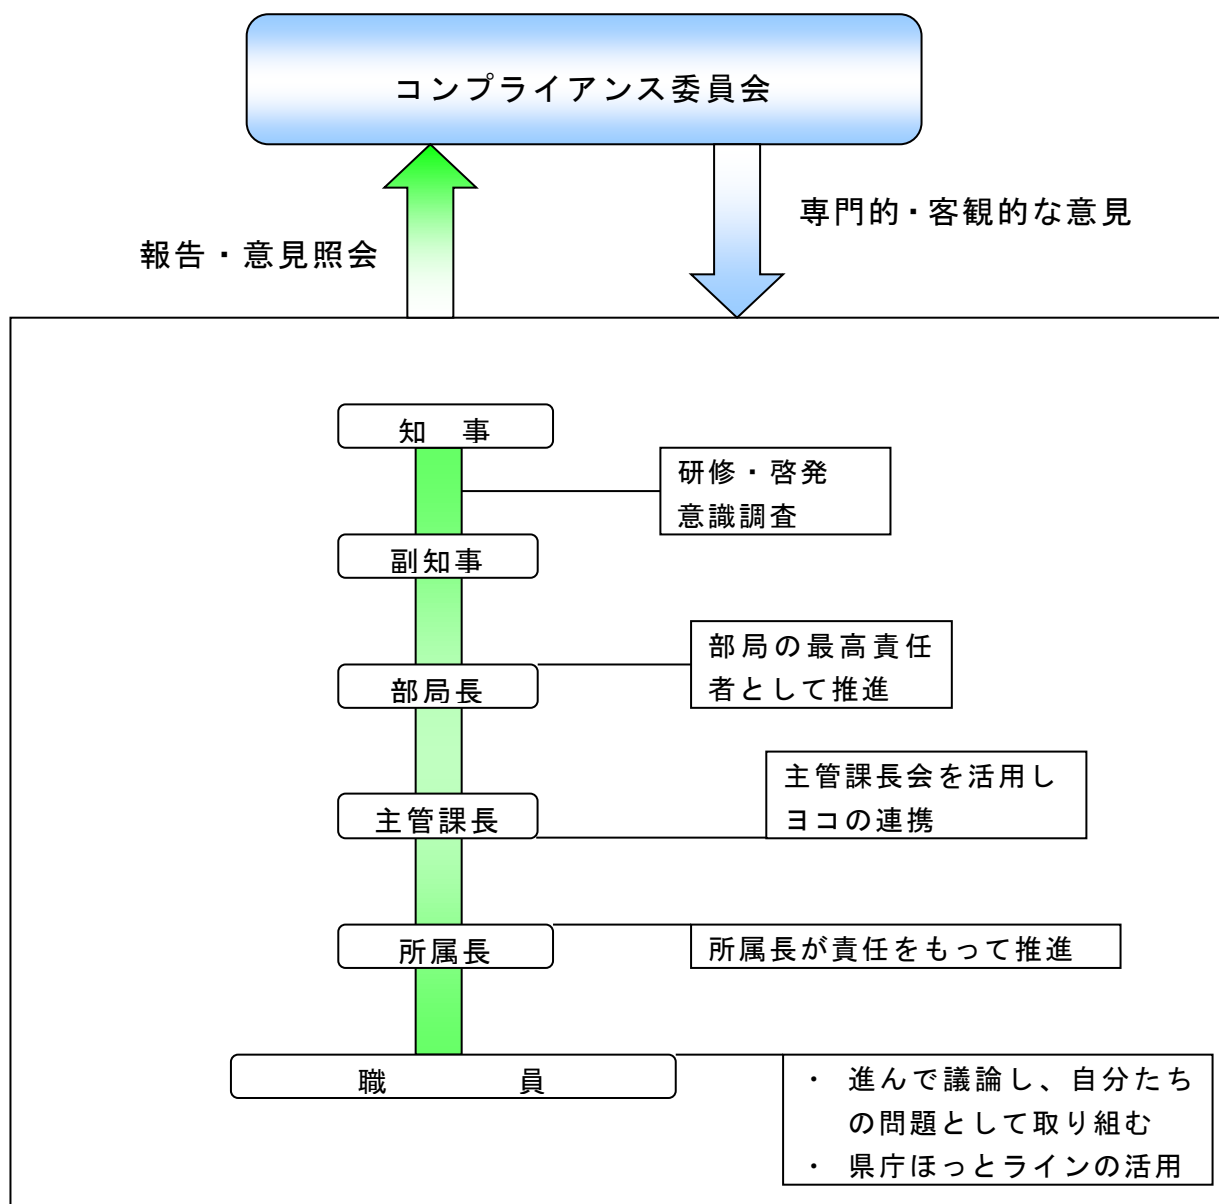 コンプライアンス委員会
専門的・客観的な意見
報告・意見照会
知　事
研修・啓発
意識調査
副知事
部局の最高責任
者として推進
部局長
主管課長会を活用し
ヨコの連携
主管課長
所属長
所属長が責任をもって推進
職　　　員
・ 進んで議論し、自分たち
の問題として取り組む
・ 県庁ほっとラインの活用